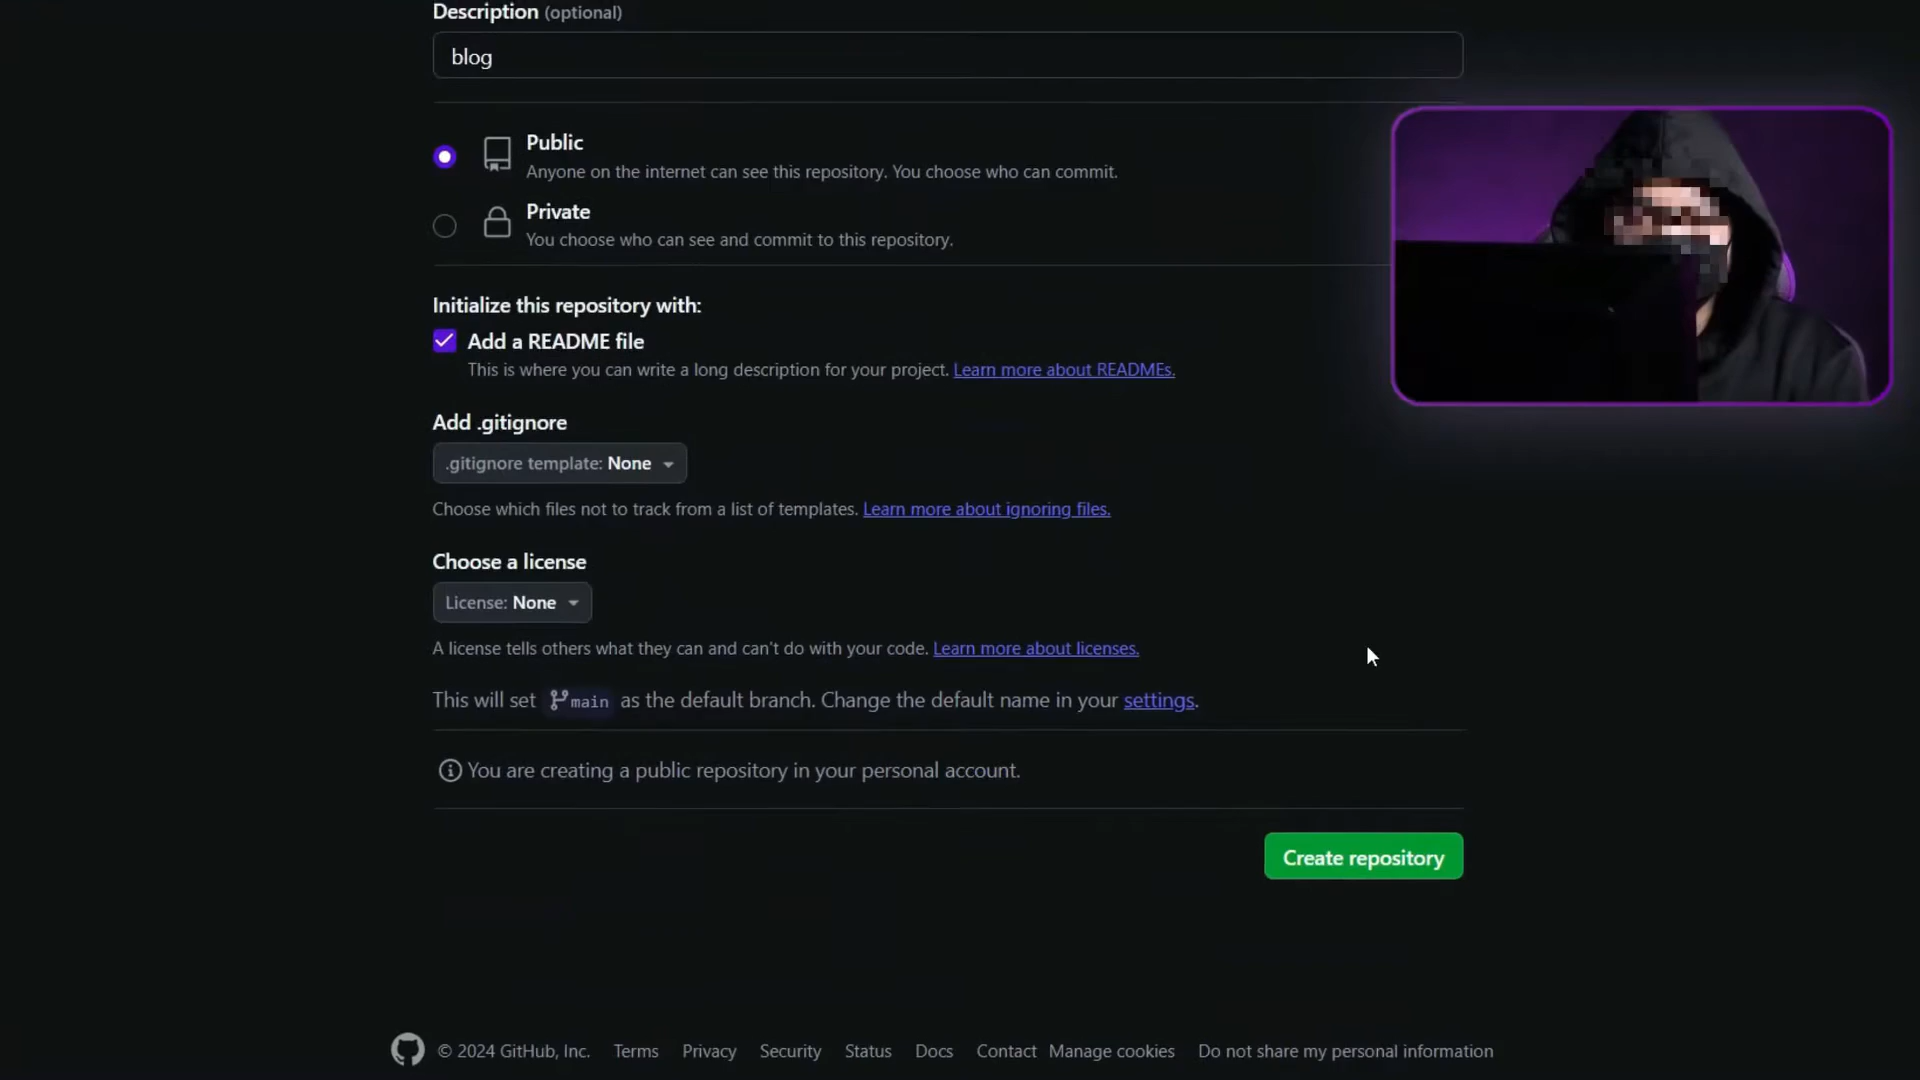 Description (optional)
blog
Public
Anyone on the internet can see this repository. You choose who can commit.
Private
You choose who can see and commit to this repository.
Initialize this repository with:
Add a README file
This is where you can write a long description for your project. Learn more about READMEs.
Add .gitignore
.gitignore template: None
Choose which files not to track from a list of templates. Learn more about ignoring files.
Choose a license
License: None
A license tells others what they can and can't do with your code. Learn more about licenses.
This will set main as the default branch. Change the default name in your settings.
You are creating a public repository in your personal account.
Create repository
© 2024 GitHub, Inc. Terms Privacy Security Status Docs Contact Manage cookies Do not share my personal information